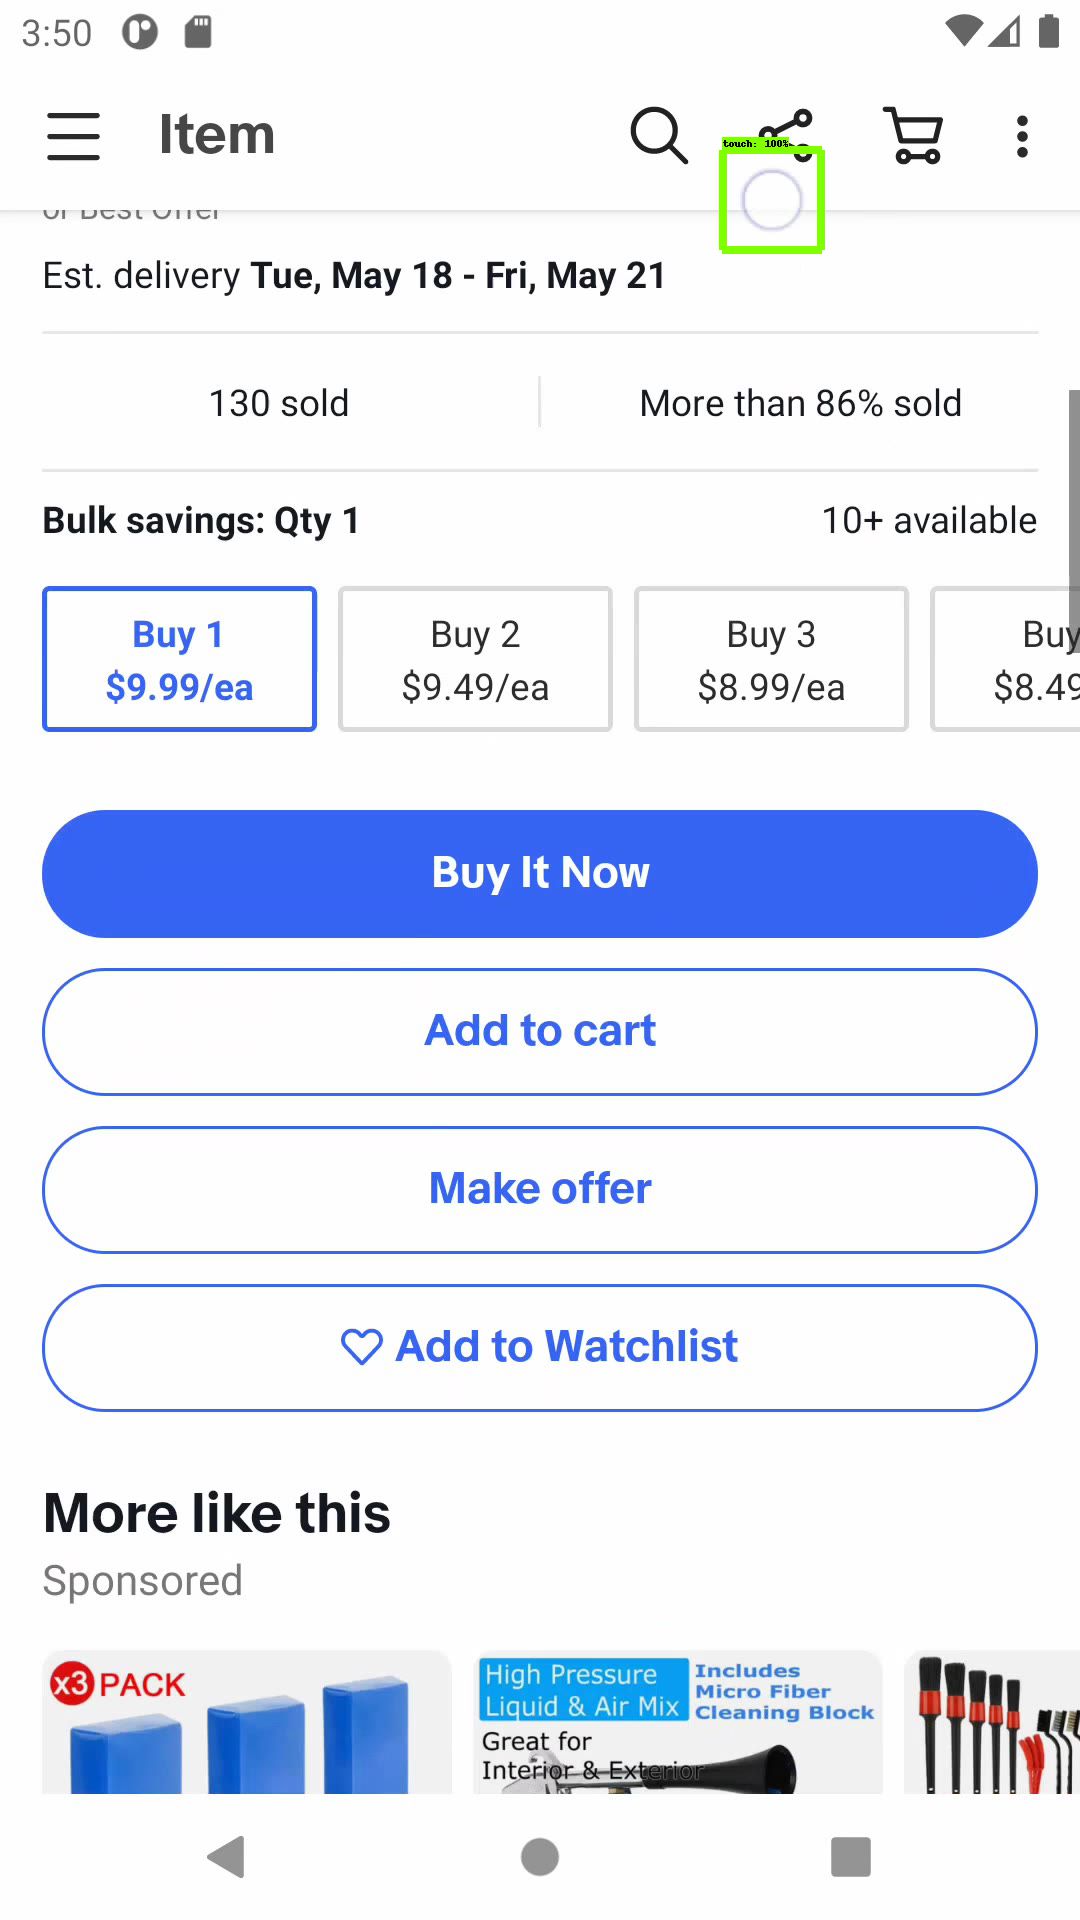 3:50
Item
touch: 100%
or Best Offer
Est. delivery Tue, May 18 - Fri, May 21
130 sold
More than 86% sold
Bulk savings: Qty 1
10+ available
Buy 1
$9.99/ea
Buy 2
$9.49/ea
Buy 3
$8.99/ea
Buy
$8.49
Buy It Now
Add to cart
Make offer
Add to Watchlist
More like this
Sponsored
x3 PACK
High Pressure
Liquid & Air Mix
Includes
Micro Fiber
Cleaning Block
Great for
Interior & Exterior